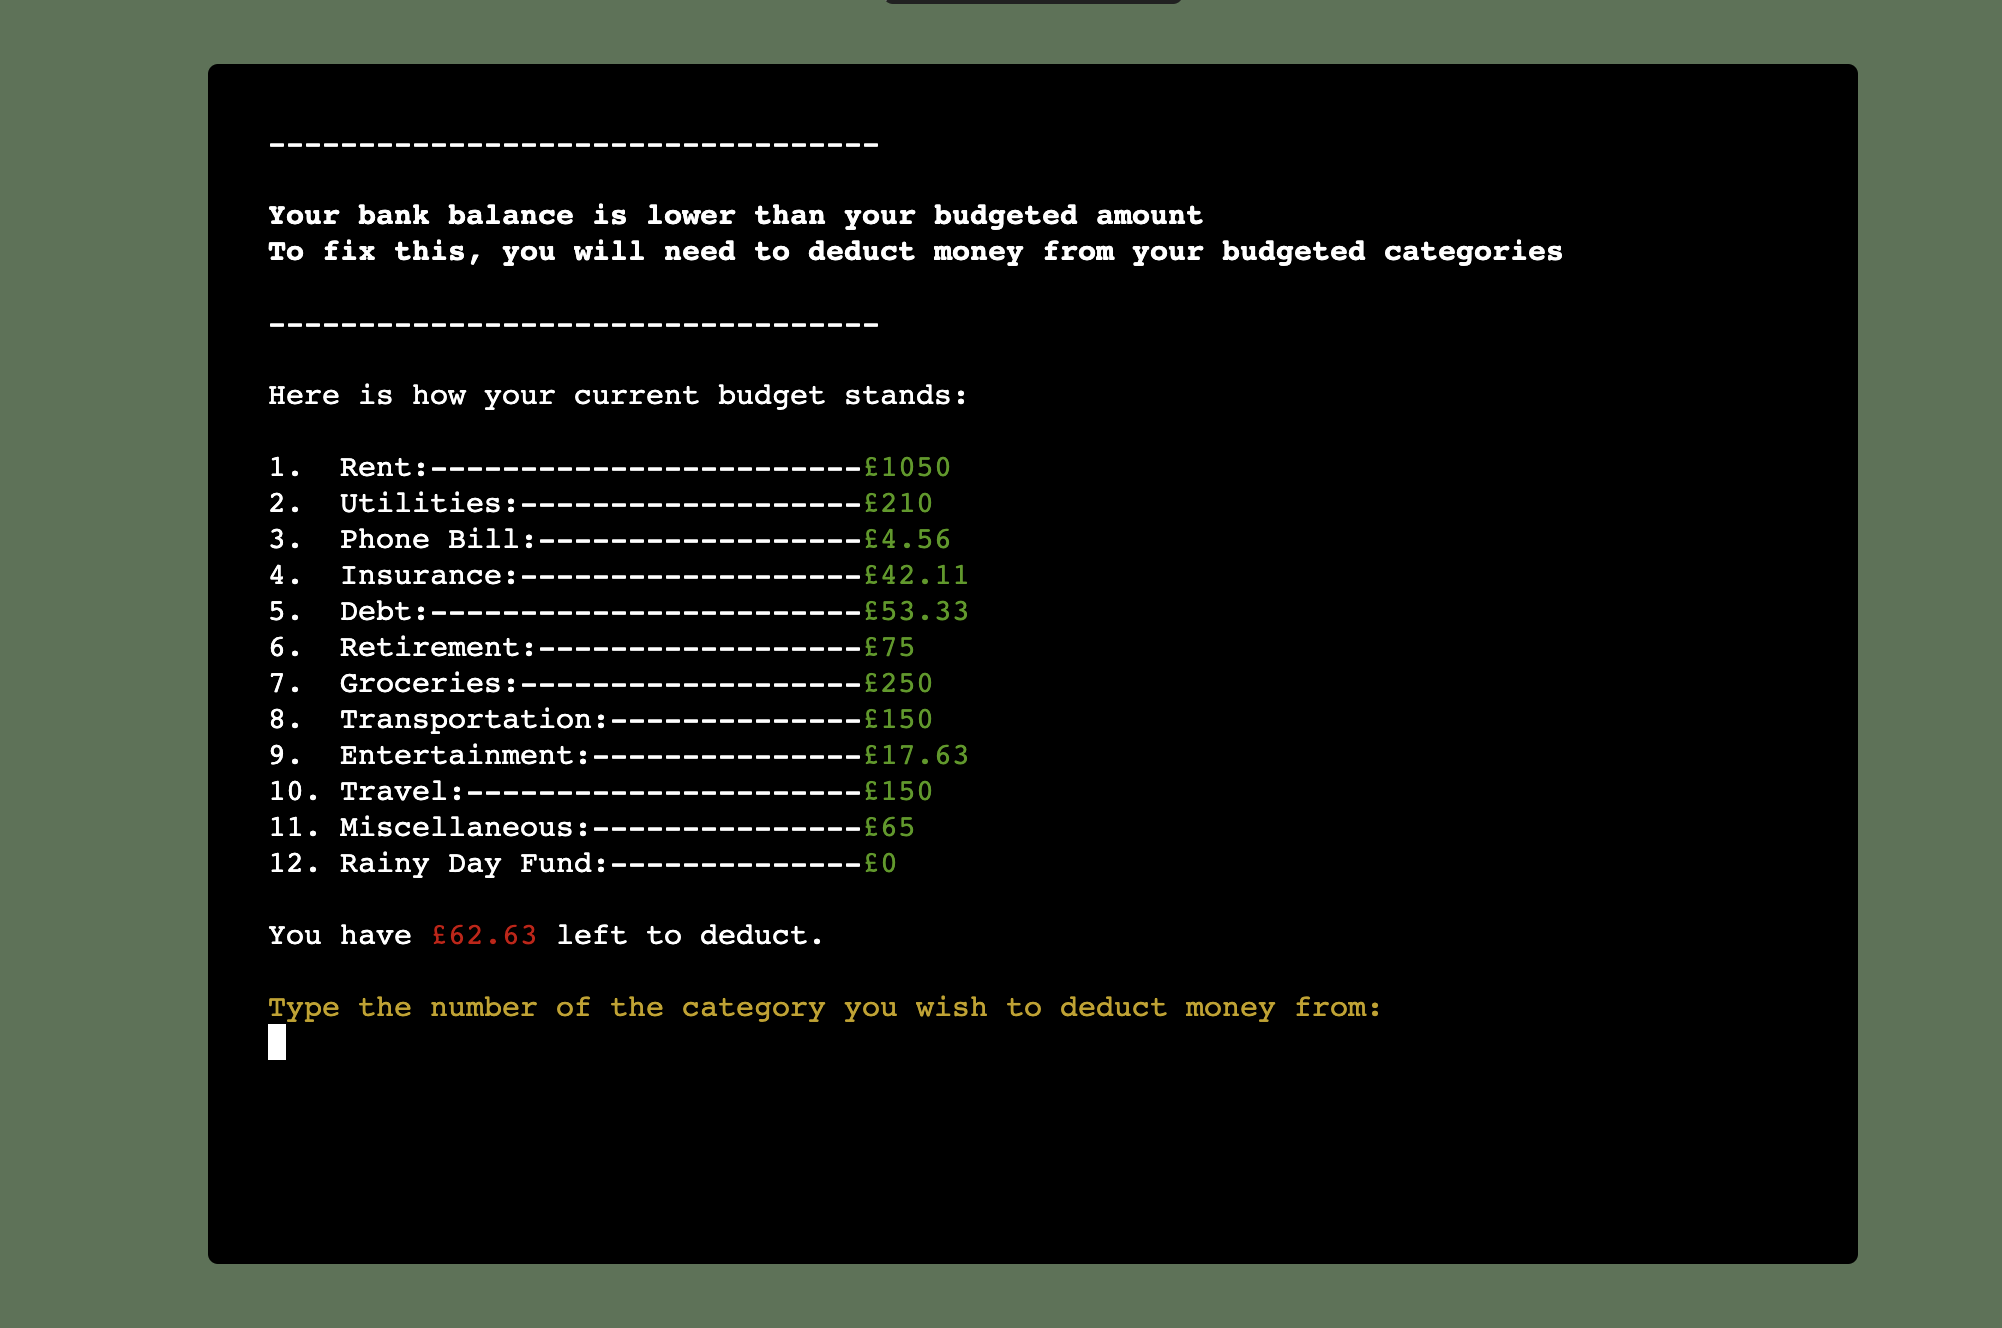 ----------------------------------
Your bank balance is lower than your budgeted amount
To fix this, you will need to deduct money from your budgeted categories
----------------------------------
Here is how your current budget stands:
1.  Rent:------------------------£1050
2.  Utilities:-------------------£210
3.  Phone Bill:------------------£4.56
4.  Insurance:-------------------£42.11
5.  Debt:------------------------£53.33
6.  Retirement:------------------£75
7.  Groceries:-------------------£250
8.  Transportation:--------------£150
9.  Entertainment:---------------£17.63
10. Travel:----------------------£150
11. Miscellaneous:---------------£65
12. Rainy Day Fund:--------------£0
You have £62.63 left to deduct.
Type the number of the category you wish to deduct money from: